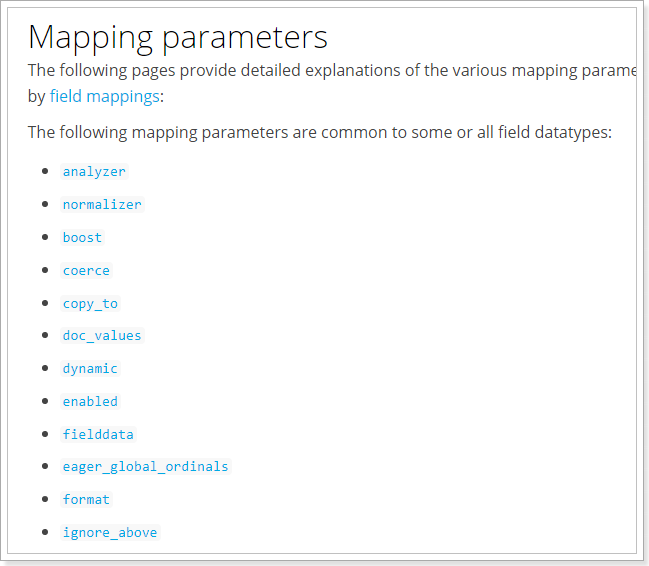 Mapping parameters
The following pages provide detailed explanations of the various mapping parame
by field mappings:
The following mapping parameters are common to some or all field datatypes:
analyzer
normalizer
boost
coerce
copy_to
doc_values
dynamic
enabled
fielddata
eager_global_ordinals
format
ignore_above